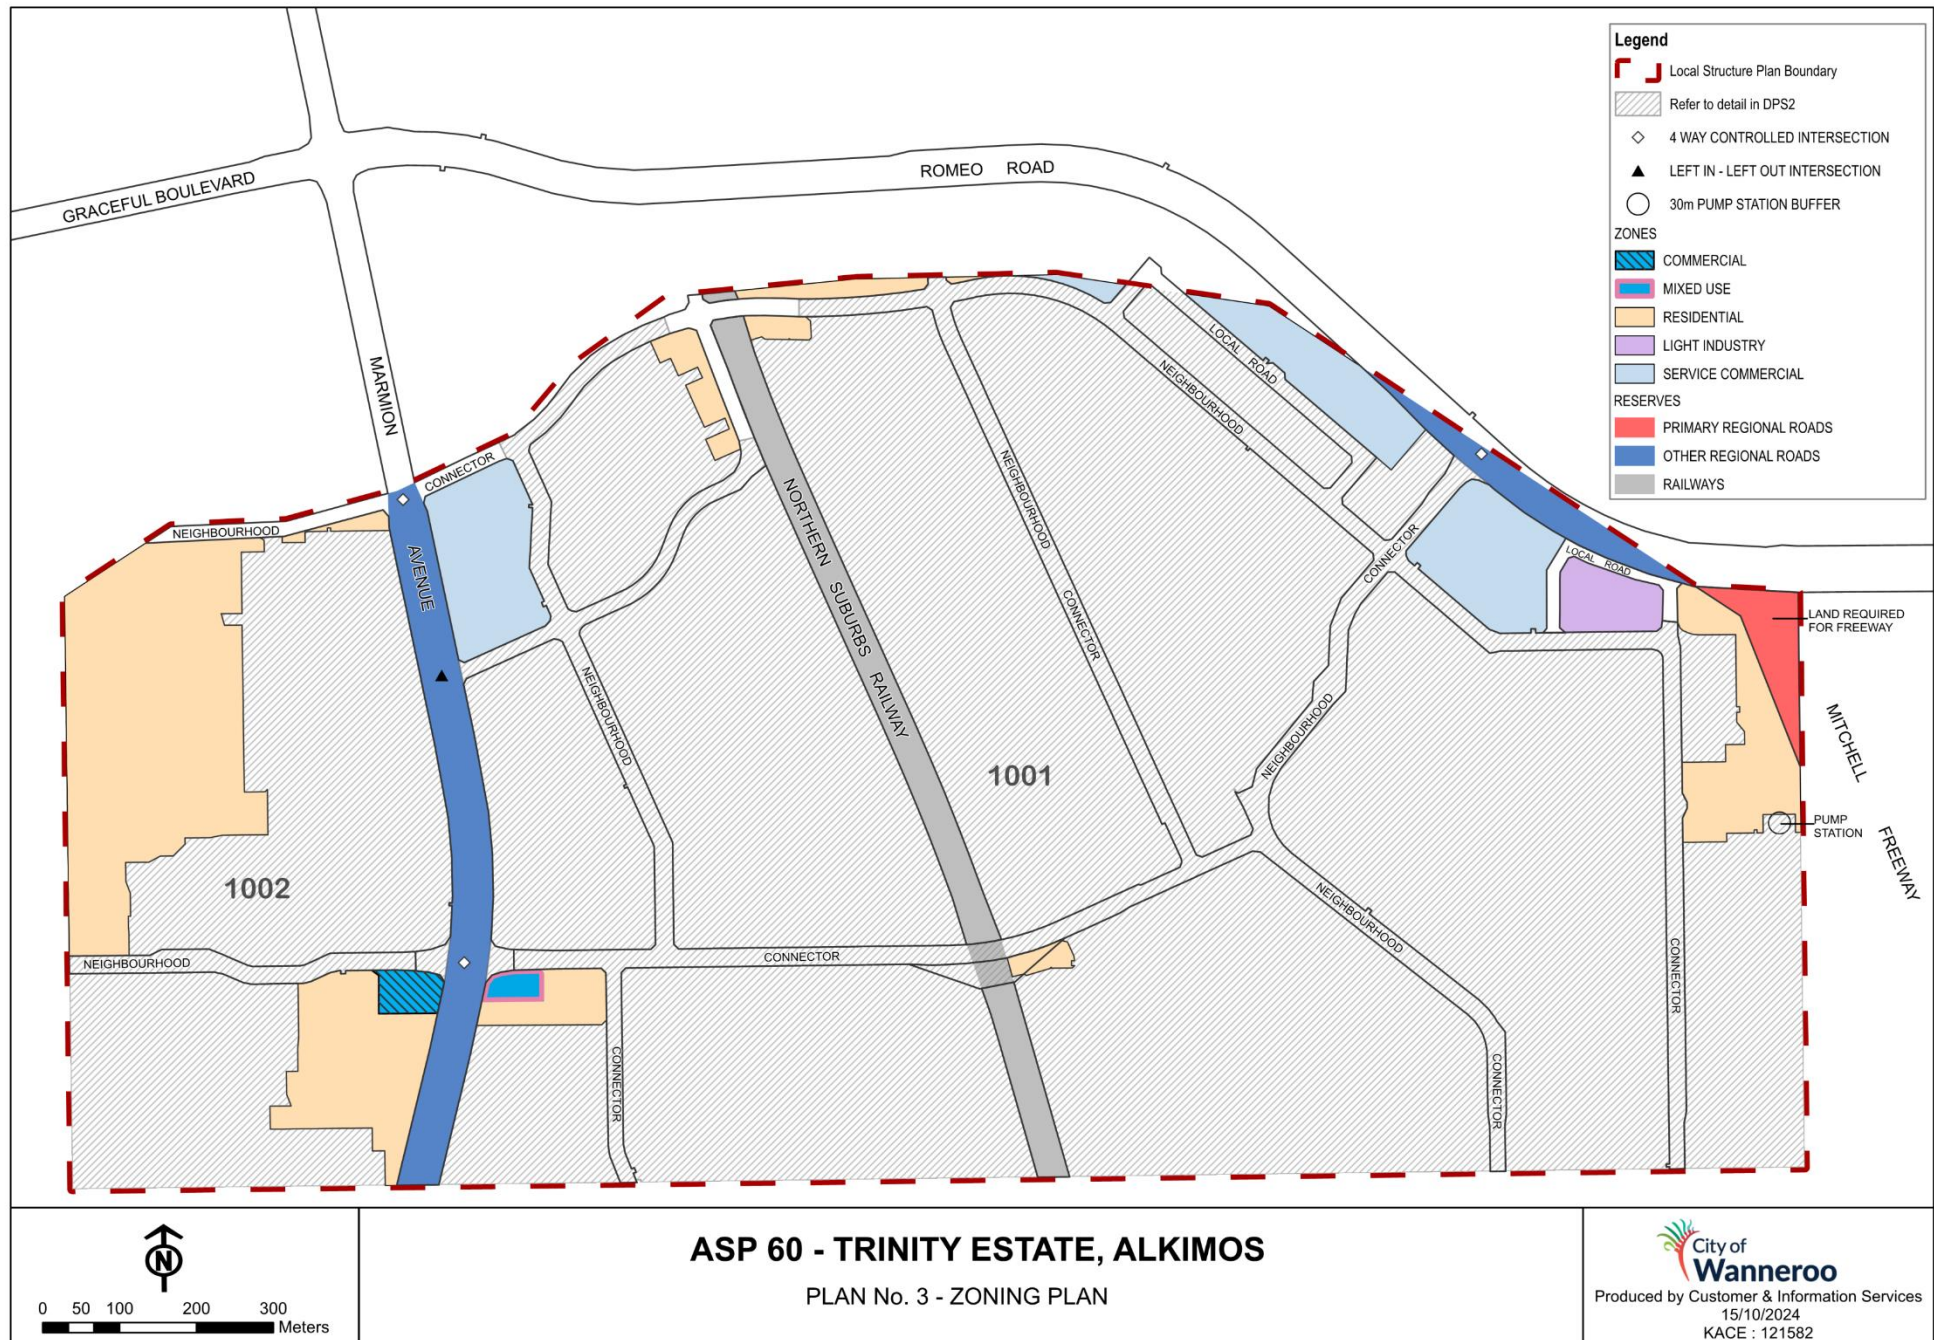 Legend
Local Structure Plan Boundary
Refer to detail in DPS2
4 WAY CONTROLLED INTERSECTION
LEFT IN - LEFT OUT INTERSECTION
30m PUMP STATION BUFFER
ZONES
COMMERCIAL
MIXED USE
RESIDENTIAL
LIGHT INDUSTRY
SERVICE COMMERCIAL
RESERVES
PRIMARY REGIONAL ROADS
OTHER REGIONAL ROADS
RAILWAYS
GRACEFUL BOULEVARD
ROMEO ROAD
MARMION
AVENUE
CONNECTOR
NEIGHBOURHOOD
LOCAL ROAD
NEIGHBOURHOOD
NEIGHBOURHOOD
CONNECTOR
NORTHERN SUBURBS RAILWAY
CONNECTOR
LOCAL ROAD
LAND REQUIRED
FOR FREEWAY
NEIGHBOURHOOD
NEIGHBOURHOOD
MITCHELL
FREEWAY
1001
PUMP
STATION
1002
NEIGHBOURHOOD
NEIGHBOURHOOD
CONNECTOR
CONNECTOR
CONNECTOR
CONNECTOR
N
0 50 100 200 300
Meters
ASP 60 - TRINITY ESTATE, ALKIMOS
PLAN No. 3 - ZONING PLAN
City of
Wanneroo
Produced by Customer & Information Services
15/10/2024
KACE : 121582